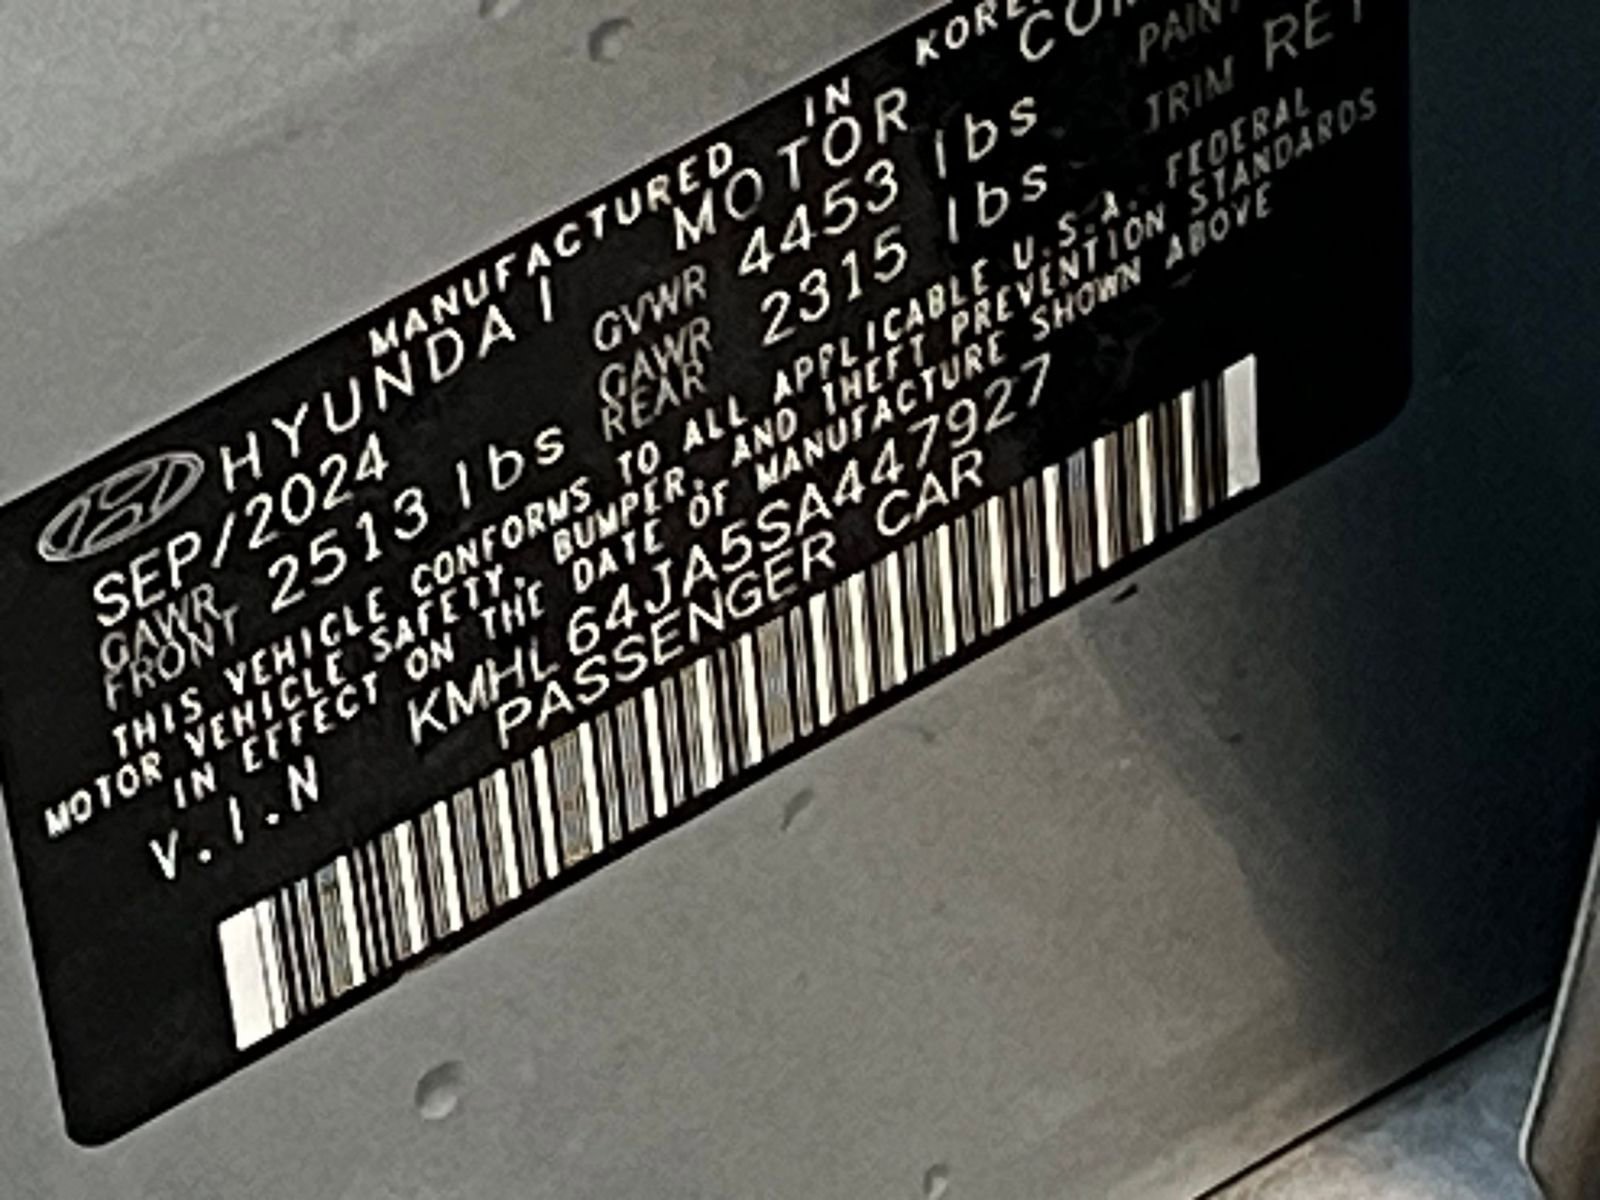 MANUFACTURED IN
HYUNDAI MOTOR
SEP/2024 GVWR 4453 lbs
GAWR FRONT 2513 lbs GAWR REAR 2315 lbs TRIM
THIS VEHICLE CONFORMS TO ALL APPLICABLE U.S.A. FEDERAL
MOTOR VEHICLE SAFETY, BUMPER, AND THEFT PREVENTION STANDARDS
IN EFFECT ON THE DATE OF MANUFACTURE SHOWN ABOVE
V.I.N KMHL64JA5SA447927
PASSENGER CAR